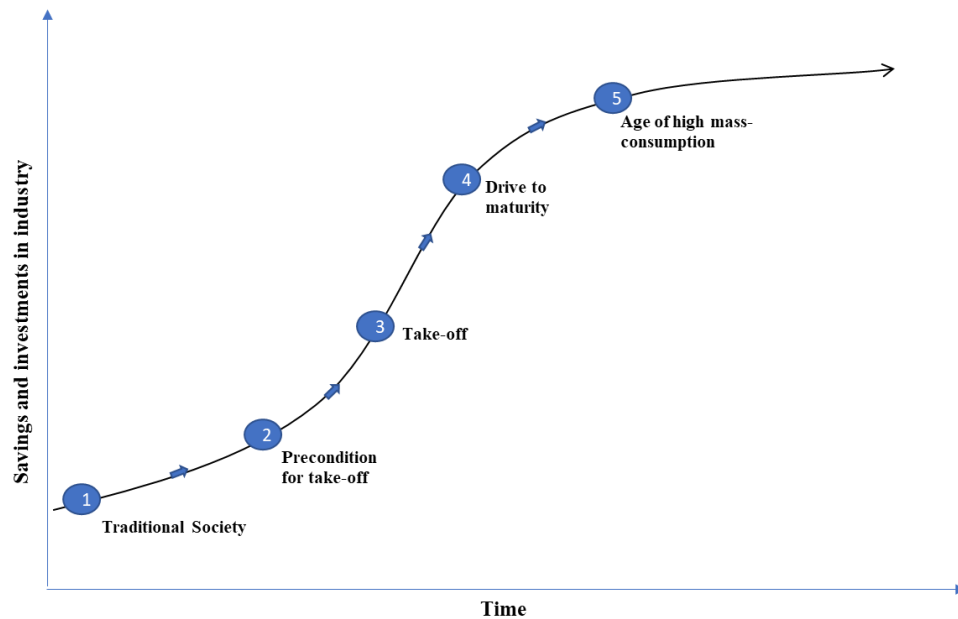 5
Age of high mass-
consumption
4
Drive to
maturity
3
Take-off
2
Precondition
for take-off
1
Traditional Society
Savings and investments in industry
Time